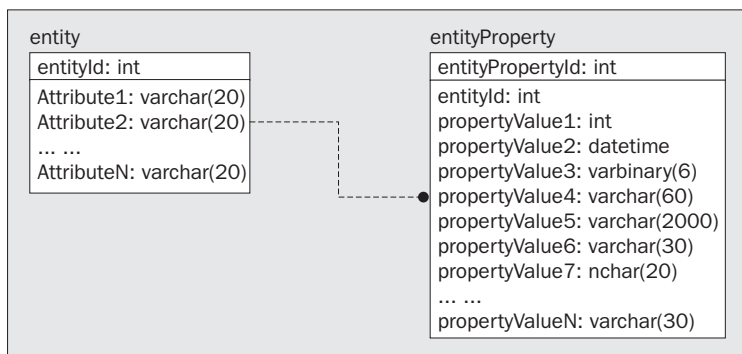 entity
entityId: int
Attribute1: varchar(20)
Attribute2: varchar(20)
... ...
AttributeN: varchar(20)
entityProperty
entityPropertyId: int
entityId: int
propertyValue1: int
propertyValue2: datetime
propertyValue3: varbinary(6)
propertyValue4: varchar(60)
propertyValue5: varchar(2000)
propertyValue6: varchar(30)
propertyValue7: nchar(20)
... ...
propertyValueN: varchar(30)